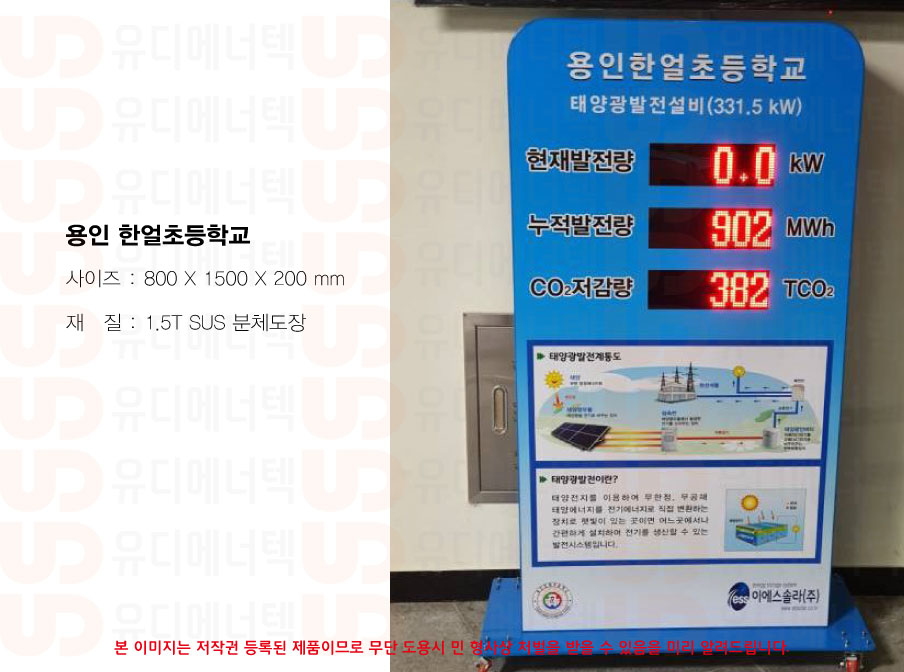 용인 한얼초등학교
사이즈 : 800 X 1500 X 200 mm
재 질 : 1.5T SUS 분체도장
유디에너텍
용인한얼초등학교
태양광발전설비(331.5 kW)
현재발전량 0.0 kW
누적발전량 902 MWh
CO₂저감량 382 TCO₂
태양광발전계통도
태양
태양광발전이란?
태양전지를 이용하여 무한정, 무공해
태양에너지를 전기에너지로 직접 변환하는
장치로 햇빛이 있는 곳이면 어느곳에서나
간편하게 설치하여 전기를 생산할 수 있는
발전시스템입니다.
ess 이에스솔라(주)
본 이미지는 저작권 등록된 제품이므로 무단 도용시 민 형사상 처벌을 받을 수 있음을 미리 알려드립니다.